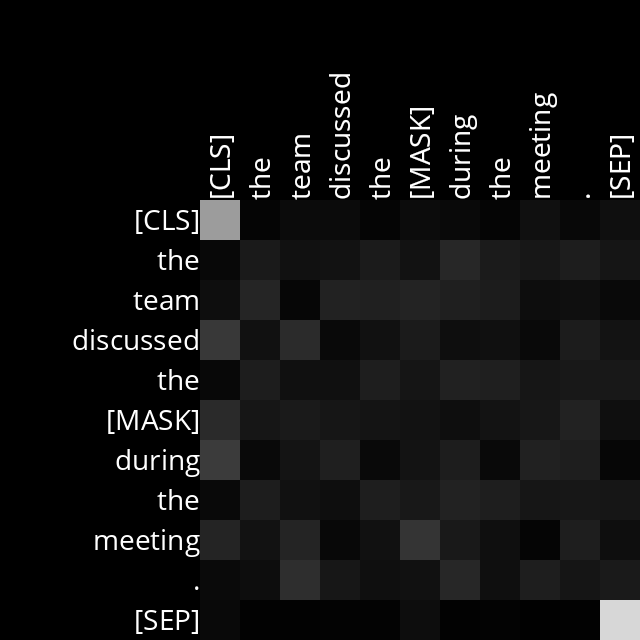 [CLS] the team discussed the [MASK] during the meeting . [SEP]
[CLS]
the
team
discussed
the
[MASK]
during
the
meeting
.
[SEP]